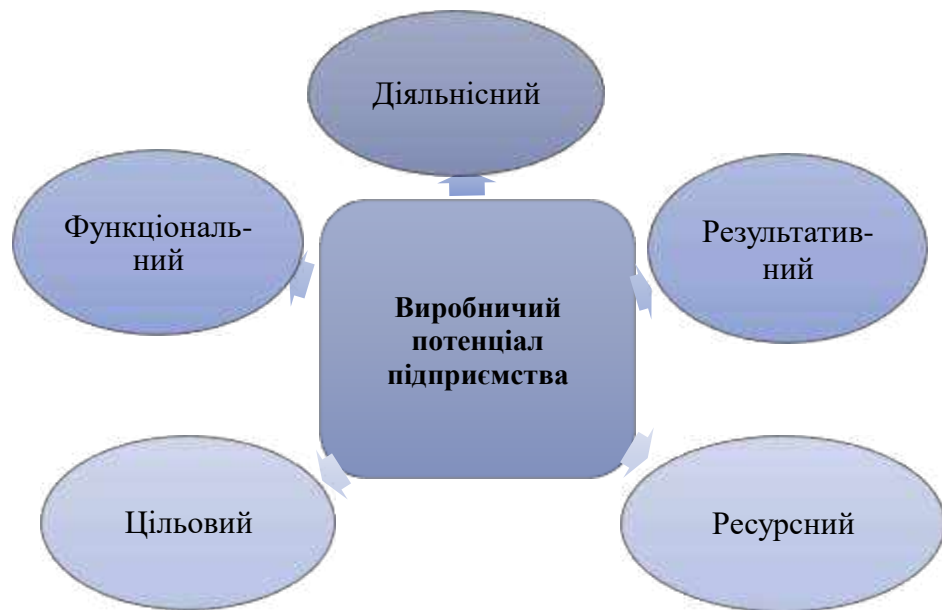 Діяльнісний
Функціональ-
ний
Результатив-
ний
Виробничий
потенціал
підприємства
Цільовий
Ресурсний